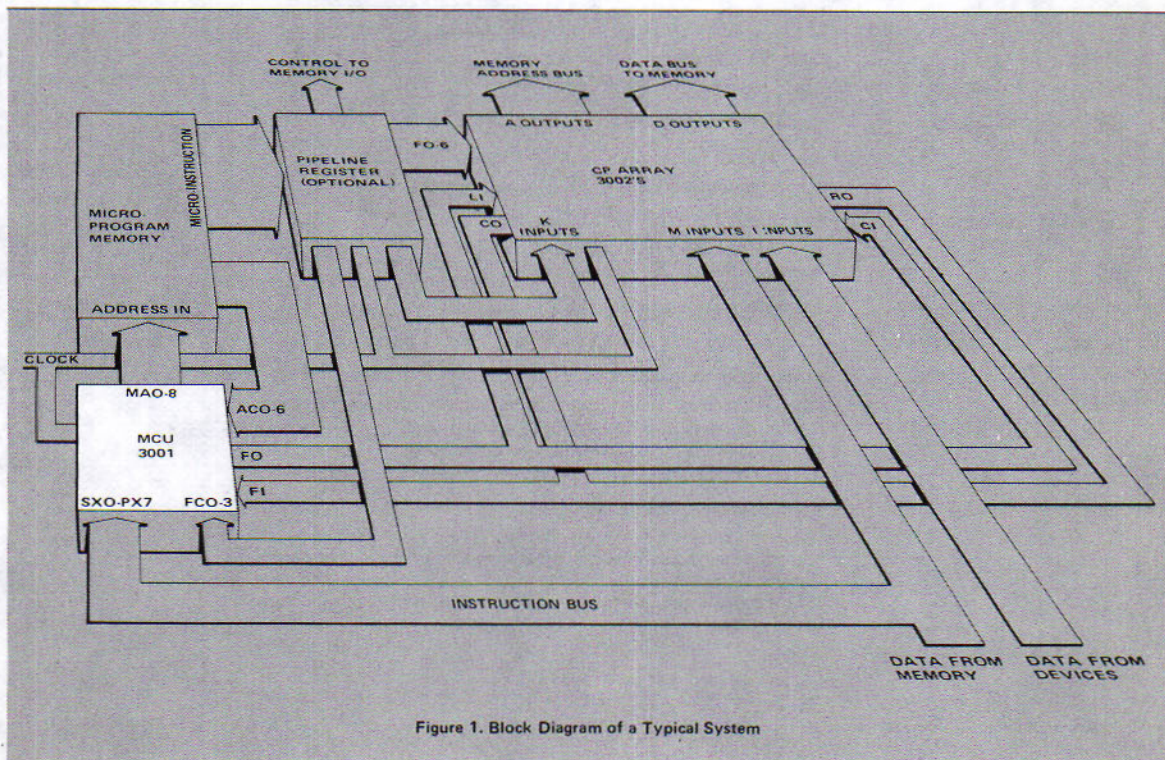 CONTROL TO
MEMORY I/O
MEMORY
ADDRESS BUS
DATA BUS
TO MEMORY
A OUTPUTS
D OUTPUTS
MICRO-INSTRUCTION
PIPELINE
REGISTER
(OPTIONAL)
FO-6
CP ARRAY
3002'S
LI
RO
MICRO-
PROGRAM
MEMORY
CO
K
INPUTS
M INPUTS
I INPUTS
CI
ADDRESS IN
CLOCK
MAO-8
ACO-6
MCU
3001
FO
FI
SXO-PX7
FCO-3
INSTRUCTION BUS
DATA FROM
MEMORY
DATA FROM
DEVICES
Figure 1. Block Diagram of a Typical System